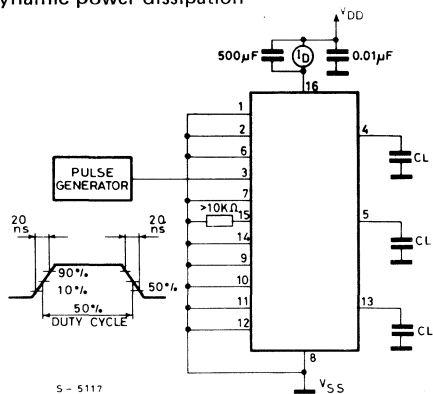 ynamic power dissipation
VDD
500µF
ID
0.01µF
16
1
2
6
3
7
>10KΩ
15
14
9
10
11
12
4
CL
5
CL
13
CL
8
VSS
PULSE
GENERATOR
20
ns
20
ns
90%
10%
50%
50%
DUTY CYCLE
S - 5117